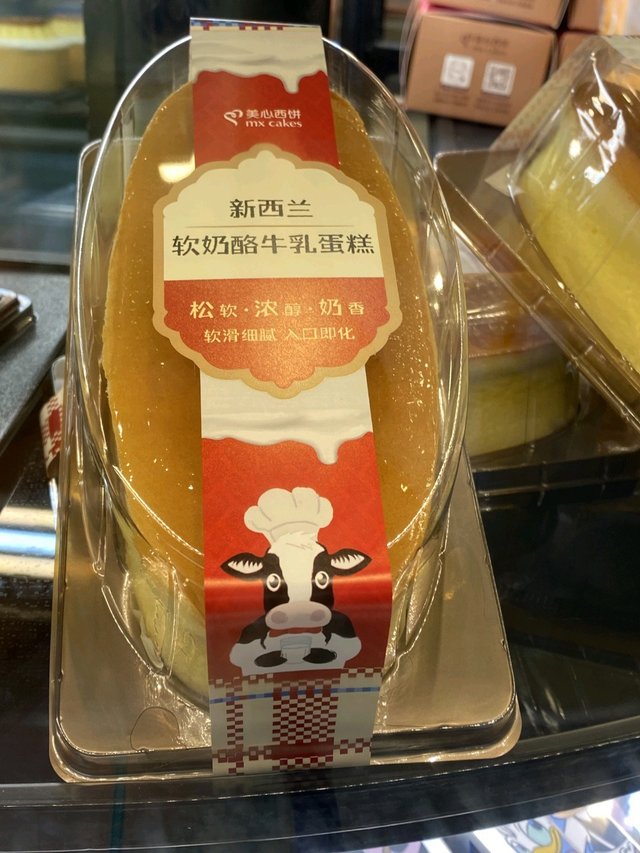 美心西饼
mx cakes
新西兰
软奶酪牛乳蛋糕
松软·浓醇·奶香
软滑细腻 入口即化